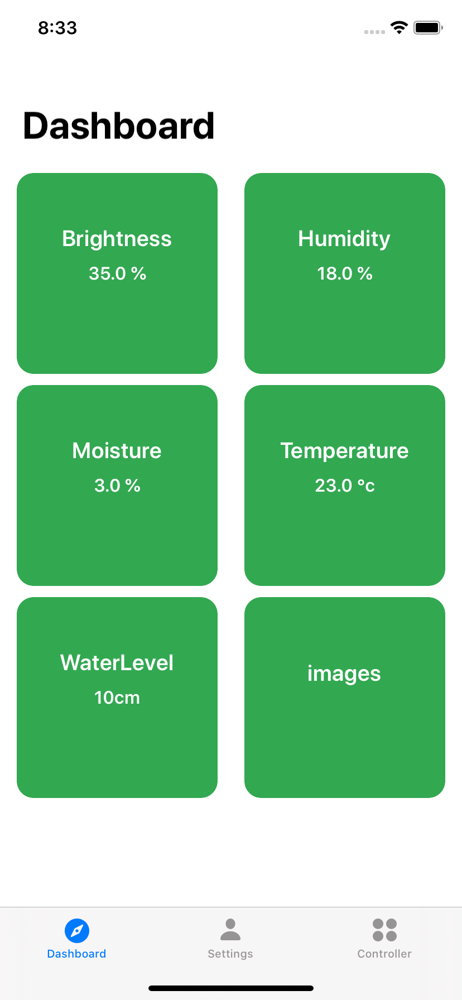 8:33
Dashboard
Brightness
35.0 %
Humidity
18.0 %
Moisture
3.0 %
Temperature
23.0 °c
WaterLevel
10cm
images
Dashboard
Settings
Controller